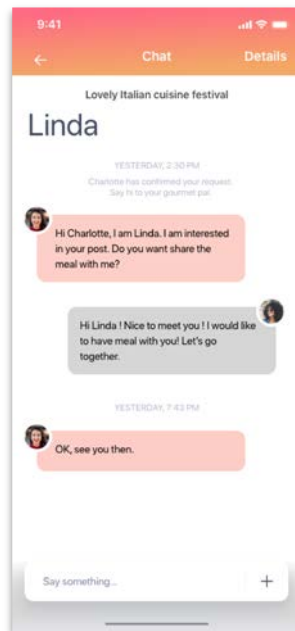 9:41
Chat
Details
Lovely Italian cuisine festival
Linda
YESTERDAY, 2:30 PM
Charlotte has confirmed your request.
Say hi to your gourmet pal.
Hi Charlotte, I am Linda. I am interested
in your post. Do you want share the
meal with me?
Hi Linda ! Nice to meet you ! I would like
to have meal with you! Let's go
together.
YESTERDAY, 7:43 PM
OK, see you then.
Say something...